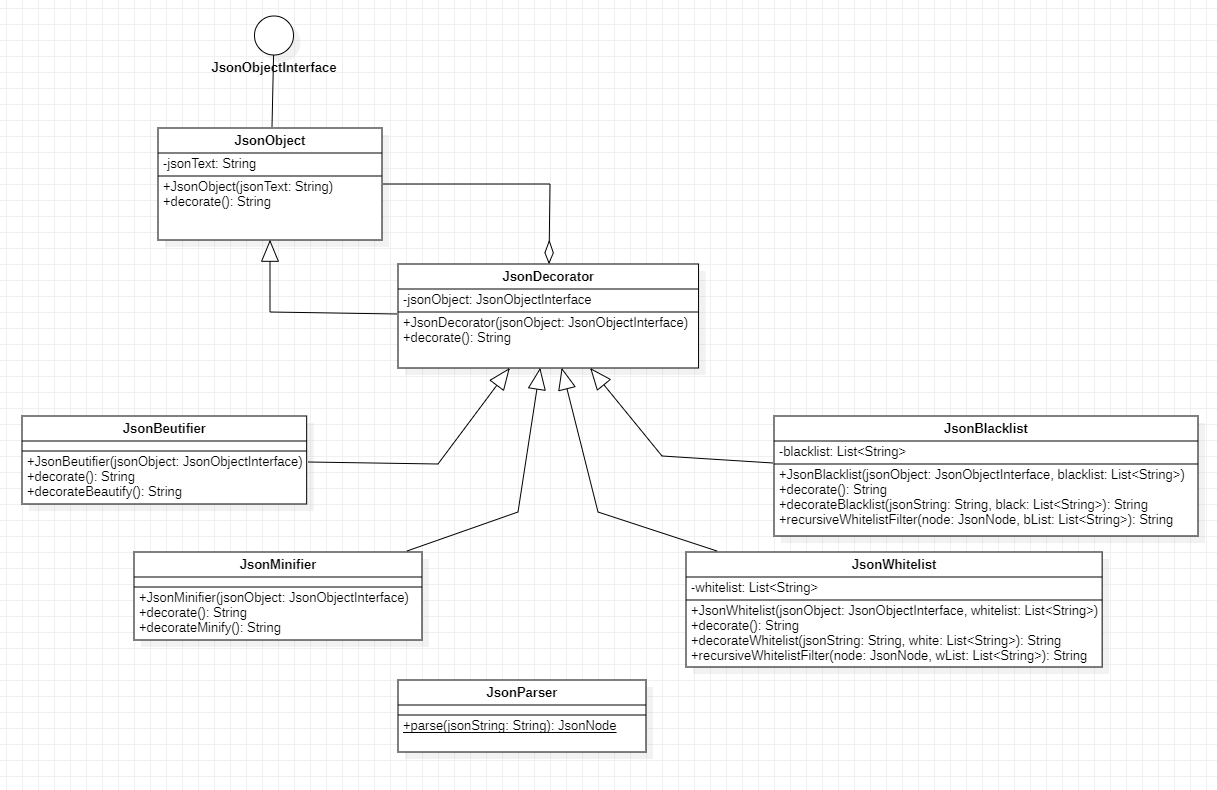 JsonObjectInterface
JsonObject
-jsonText: String
+JsonObject(jsonText: String)
+decorate(): String
JsonDecorator
-jsonObject: JsonObjectInterface
+JsonDecorator(jsonObject: JsonObjectInterface)
+decorate(): String
JsonBeutifier
+JsonBeutifier(jsonObject: JsonObjectInterface)
+decorate(): String
+decorateBeautify(): String
JsonBlacklist
-blacklist: List<String>
+JsonBlacklist(jsonObject: JsonObjectInterface, blacklist: List<String>)
+decorate(): String
+decorateBlacklist(jsonString: String, black: List<String>): String
+recursiveWhitelistFilter(node: JsonNode, bList: List<String>): String
JsonMinifier
+JsonMinifier(jsonObject: JsonObjectInterface)
+decorate(): String
+decorateMinify(): String
JsonWhitelist
-whitelist: List<String>
+JsonWhitelist(jsonObject: JsonObjectInterface, whitelist: List<String>)
+decorate(): String
+decorateWhitelist(jsonString: String, white: List<String>): String
+recursiveWhitelistFilter(node: JsonNode, wList: List<String>): String
JsonParser
+parse(jsonString: String): JsonNode